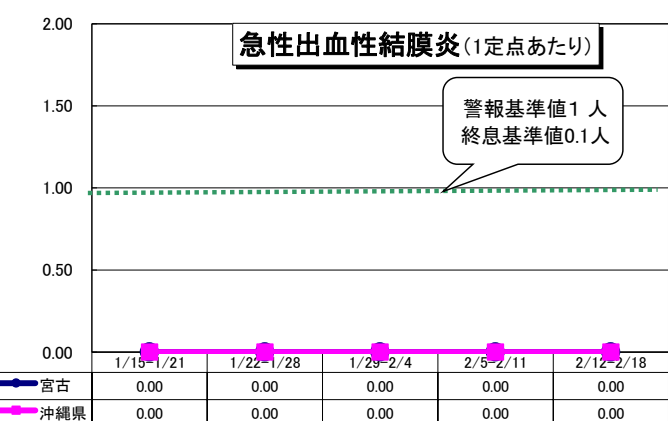 急性出血性結膜炎(1定点あたり)
警報基準値1 人
終息基準値0.1人
2.00
1.50
1.00
0.50
0.00
1/15-1/21 1/22-1/28 1/29-2/4 2/5-2/11 2/12-2/18
宮古 0.00 0.00 0.00 0.00 0.00
沖縄県 0.00 0.00 0.00 0.00 0.00